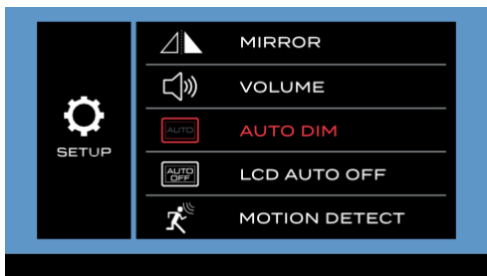 MIRROR
VOLUME
AUTO
AUTO DIM
SETUP
AUTO
OFF
LCD AUTO OFF
MOTION DETECT